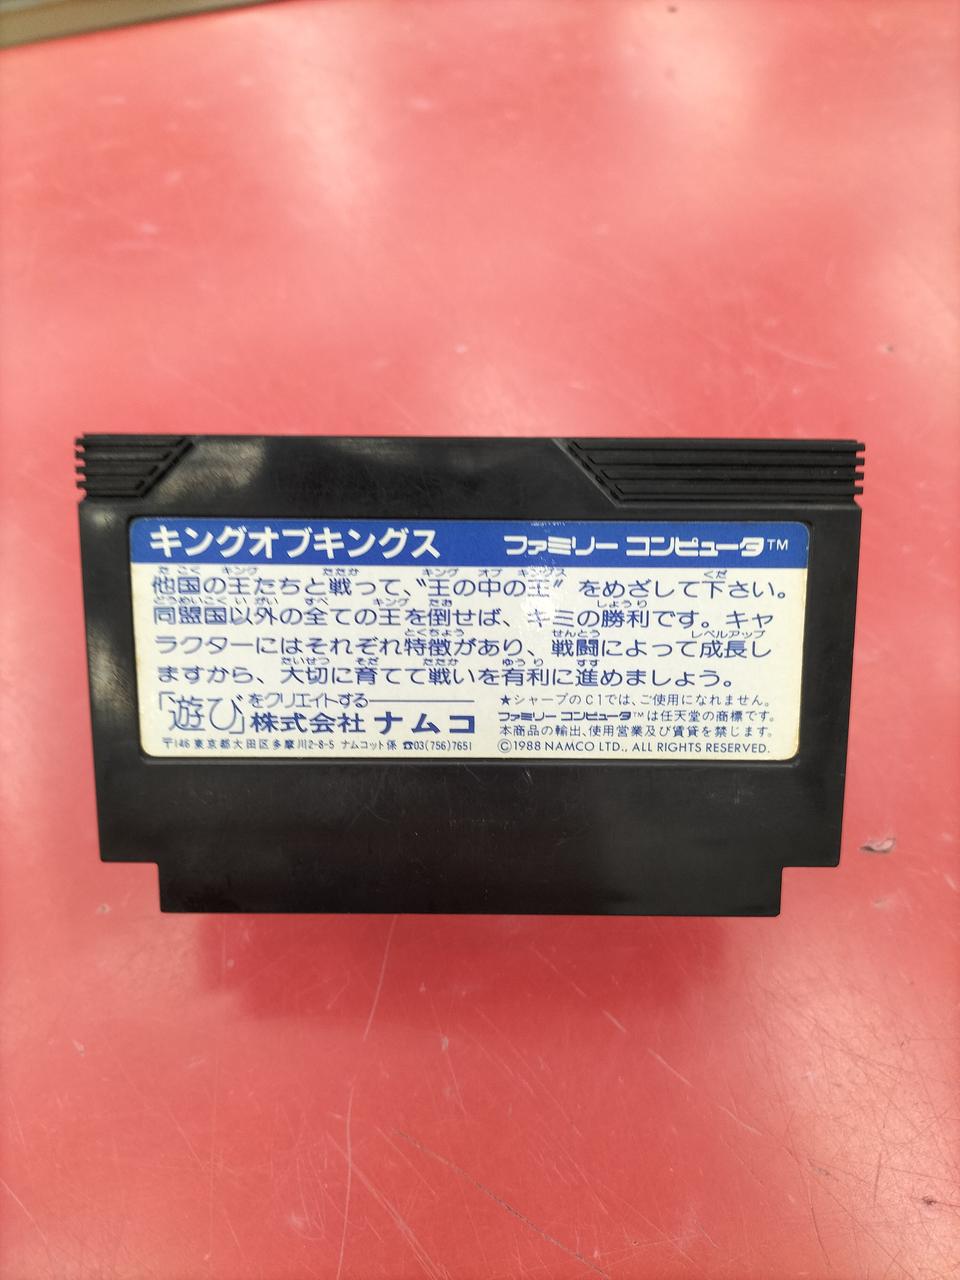 キングオブキングス ファミリー コンピュータ™
他国の王たちと戦って、“王の中の王” をめざして下さい。
同盟国以外の全ての王を倒せば、キミの勝利です。キャ
ラクターにはそれぞれ特徴があり、戦闘によって成長し
ますから、大切に育てて戦いを有利に進めましょう。
「遊び」をクリエイトする
株式会社 ナムコ
〒146 東京都大田区多摩川2-8-5 ナムコット係 ☎03(756)7651
★シャープのC1では、ご使用になれません。
ファミリー コンピュータ™は任天堂の商標です。
本商品の輸出、使用営業及び賃貸を禁じます。
©1988 NAMCO LTD., ALL RIGHTS RESERVED.